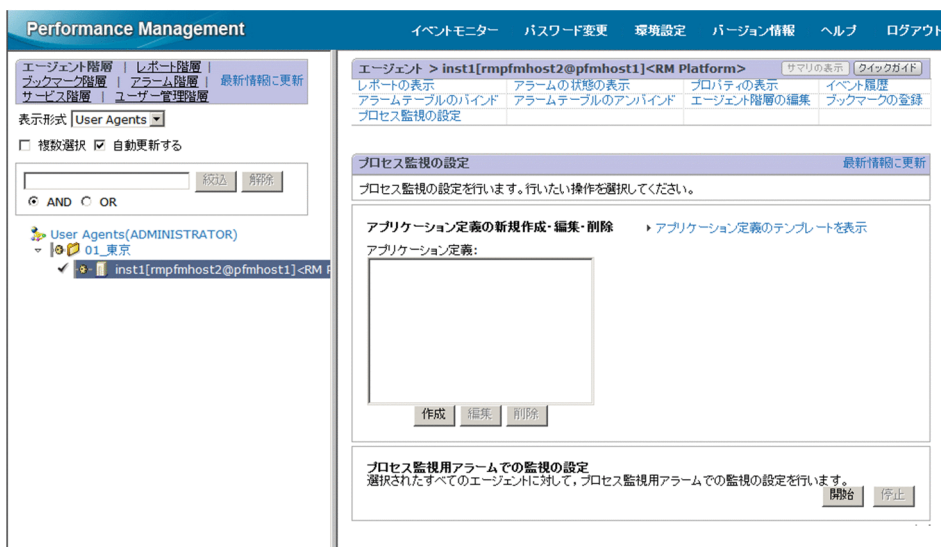 Performance Management
イベントモニター パスワード変更 環境設定 バージョン情報 ヘルプ ログアウト
エージェント階層 | レポート階層 |
ブックマーク階層 | アラーム階層 | 最新情報に更新
サービス階層 | ユーザー管理階層
表示形式 User Agents
複数選択 自動更新する
絞込 解除
AND OR
User Agents(ADMINISTRATOR)
01_東京
inst1[rmpfmhost2@pfmhost1]<RM P
エージェント > inst1[rmpfmhost2@pfmhost1]<RM Platform> サマリの表示 クイックガイド
レポートの表示 アラームの状態の表示 プロパティの表示 イベント履歴
アラームテーブルのバインド アラームテーブルのアンバインド エージェント階層の編集 ブックマークの登録
プロセス監視の設定
プロセス監視の設定 最新情報に更新
プロセス監視の設定を行います。行いたい操作を選択してください。
アプリケーション定義の新規作成・編集・削除 アプリケーション定義のテンプレートを表示
アプリケーション定義:
作成 編集 削除
プロセス監視用アラームでの監視の設定
選択されたすべてのエージェントに対して，プロセス監視用アラームでの監視の設定を行います。
開始 停止